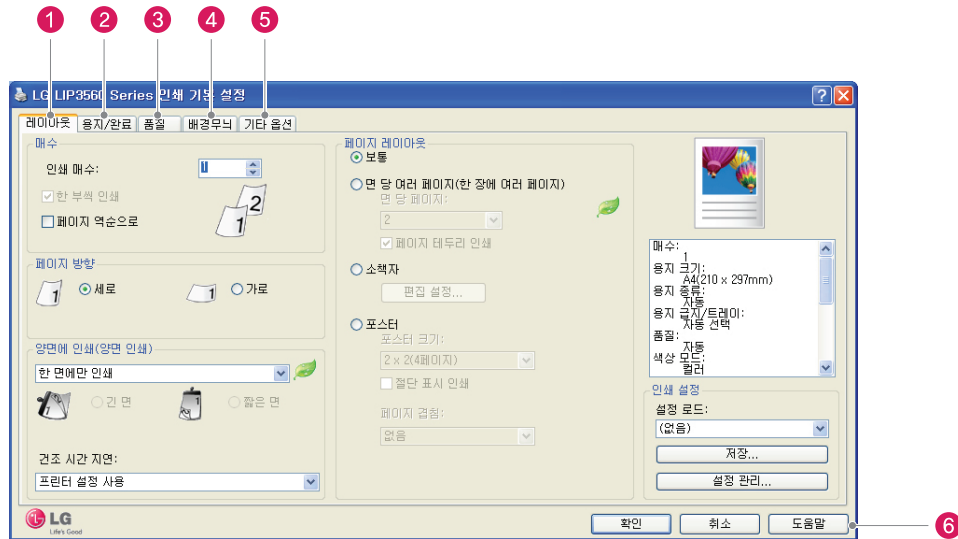 1 2 3 4 5
LG LIP3560 Series 인쇄 기본 설정
레이아웃 용지/완료 품질 배경무늬 기타 옵션
매수
인쇄 매수: 1
한 부씩 인쇄
페이지 역순으로
1 2
페이지 방향
1 세로 1 가로
양면에 인쇄(양면 인쇄)
한 면에만 인쇄
1 긴 면 1 짧은 면
건조 시간 지연:
프린터 설정 사용
페이지 레이아웃
보통
면 당 여러 페이지(한 장에 여러 페이지)
면 당 페이지:
2
페이지 테두리 인쇄
소책자
편집 설정...
포스터
포스터 크기:
2 x 2(4페이지)
절단 표시 인쇄
페이지 겹침:
없음
매수:
1
용지 크기:
A4(210 x 297mm)
용지 종류:
자동
용지 급지/트레이:
자동 선택
품질:
자동
색상 모드:
컬러
인쇄 설정
설정 로드:
(없음)
저장...
설정 관리...
LG
Life's Good
확인 취소 도움말
6